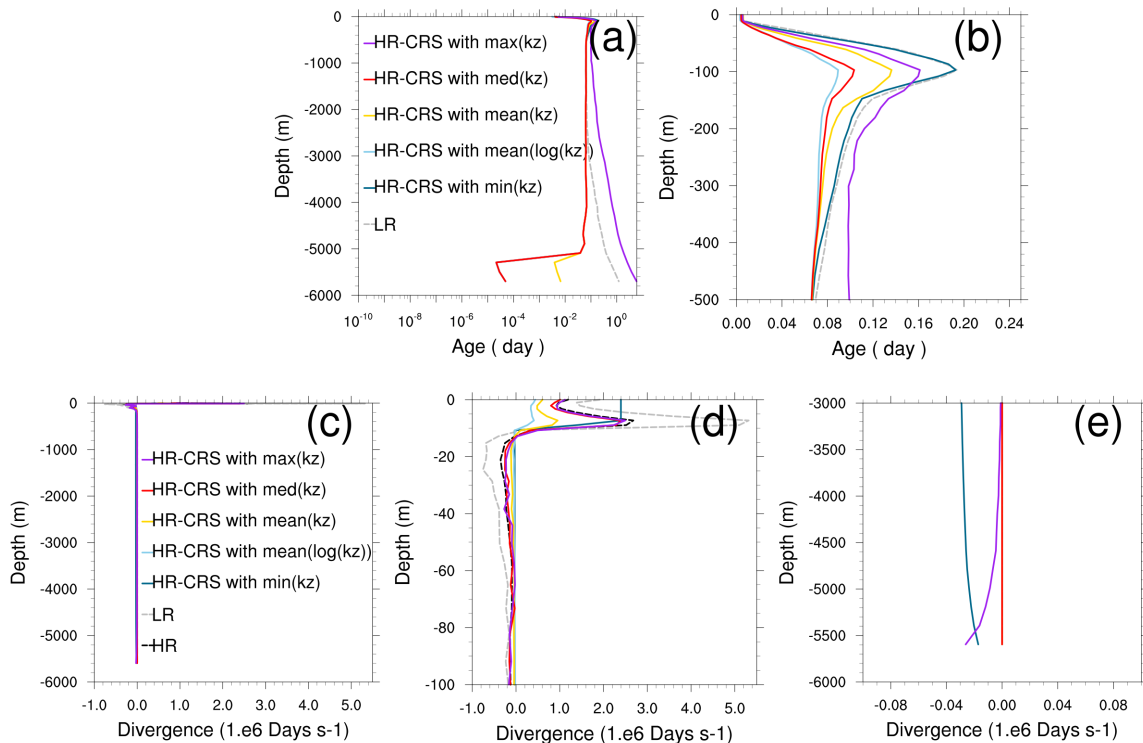 (a)
0
-1000
-2000
-3000
-4000
-5000
-6000
Depth (m)
HR-CRS with max(kz)
HR-CRS with med(kz)
HR-CRS with mean(kz)
HR-CRS with mean(log(kz))
HR-CRS with min(kz)
LR
10-10
10-6
10-4
10-2
100
Age ( day )
(b)
0
-100
-200
-300
-400
-500
Depth (m)
0.00 0.04 0.08 0.12 0.16 0.20 0.24
Age ( day )
(c)
0
-1000
-2000
-3000
-4000
-5000
-6000
Depth (m)
HR-CRS with max(kz)
HR-CRS with med(kz)
HR-CRS with mean(kz)
HR-CRS with mean(log(kz))
HR-CRS with min(kz)
LR
HR
-1.0 0.0 1.0 2.0 3.0 4.0 5.0
Divergence (1.e6 Days s-1)
(d)
0
-20
-40
-60
-80
-100
Depth (m)
-1.0 0.0 1.0 2.0 3.0 4.0 5.0
Divergence (1.e6 Days s-1)
(e)
-3000
-3500
-4000
-4500
-5000
-5500
-6000
Depth (m)
-0.08 -0.04 0.00 0.04 0.08
Divergence (1.e6 Days s-1)